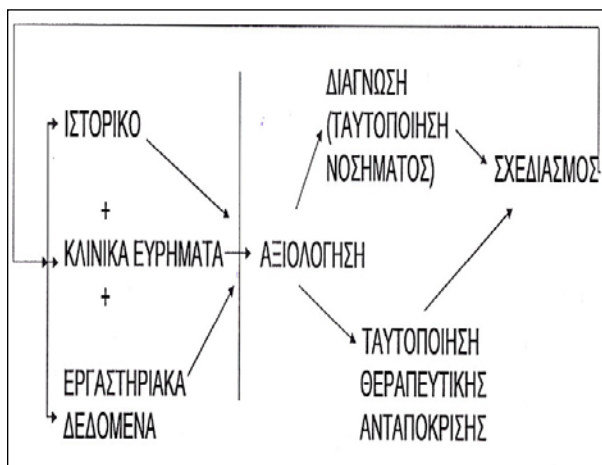 ΙΣΤΟΡΙΚΟ
+
ΚΛΙΝΙΚΑ ΕΥΡΗΜΑΤΑ
+
ΕΡΓΑΣΤΗΡΙΑΚΑ
ΔΕΔΟΜΕΝΑ
ΑΞΙΟΛΟΓΗΣΗ
ΔΙΑΓΝΩΣΗ
(ΤΑΥΤΟΠΟΙΗΣΗ
ΝΟΣΗΜΑΤΟΣ)
ΤΑΥΤΟΠΟΙΗΣΗ
ΘΕΡΑΠΕΥΤΙΚΗΣ
ΑΝΤΑΠΟΚΡΙΣΗΣ
ΣΧΕΔΙΑΣΜΟΣ